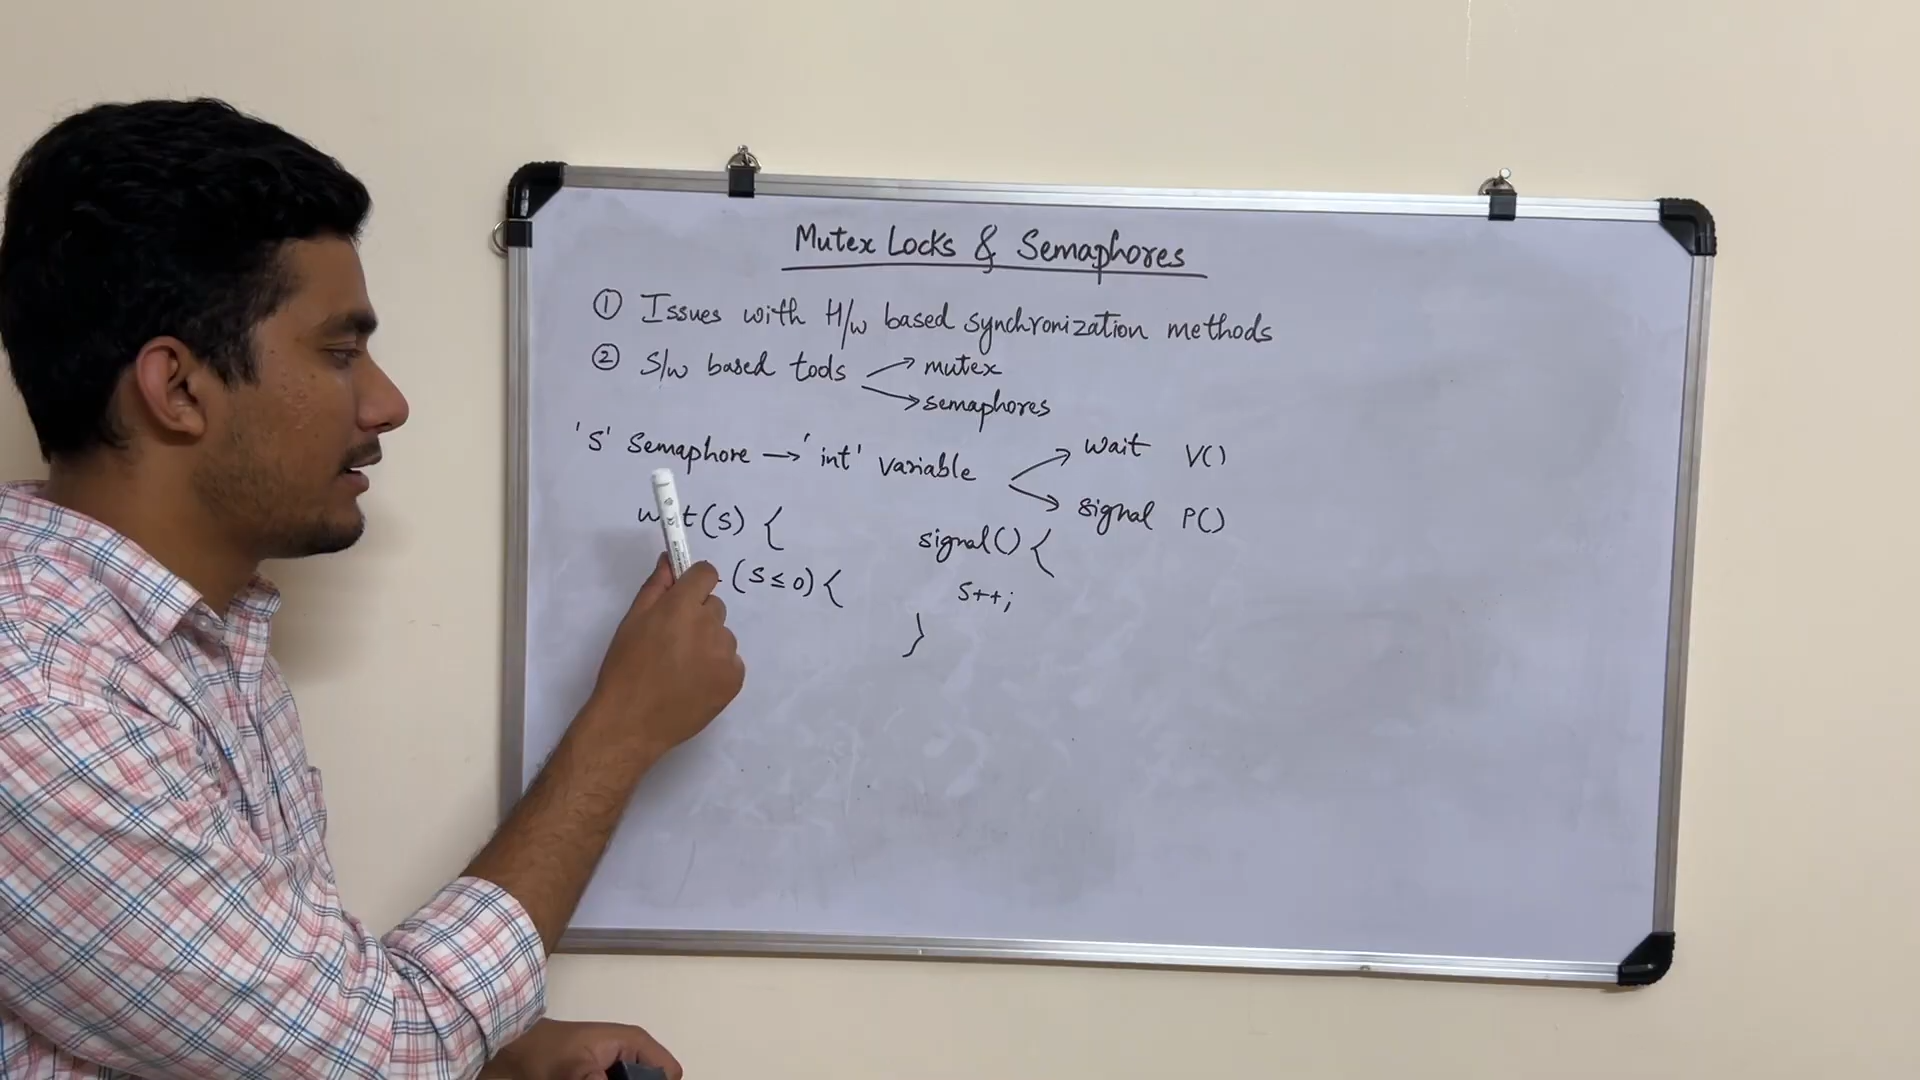 Mutex Locks & Semaphores
① Issues with H/w based synchronization methods
② S/w based tools → mutex
→ semaphores
'S' Semaphore → 'int' variable
→ wait V()
→ signal P()
(S) {
(S ≤ 0) {
signal() {
S++;
}